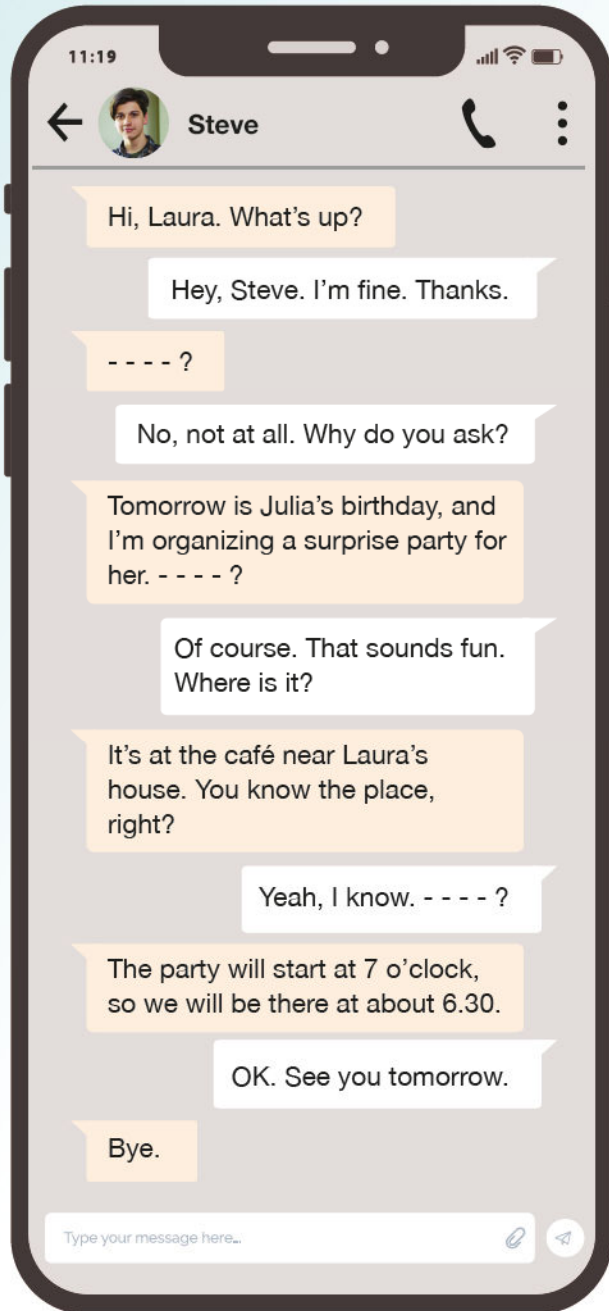 11:19
Steve
Hi, Laura. What’s up?
Hey, Steve. I’m fine. Thanks.
- - - - ?
No, not at all. Why do you ask?
Tomorrow is Julia’s birthday, and
I’m organizing a surprise party for
her. - - - - ?
Of course. That sounds fun.
Where is it?
It’s at the café near Laura’s
house. You know the place,
right?
Yeah, I know. - - - - ?
The party will start at 7 o’clock,
so we will be there at about 6.30.
OK. See you tomorrow.
Bye.
Type your message here...